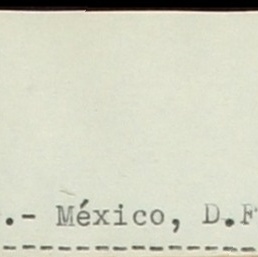 .- México, D.F